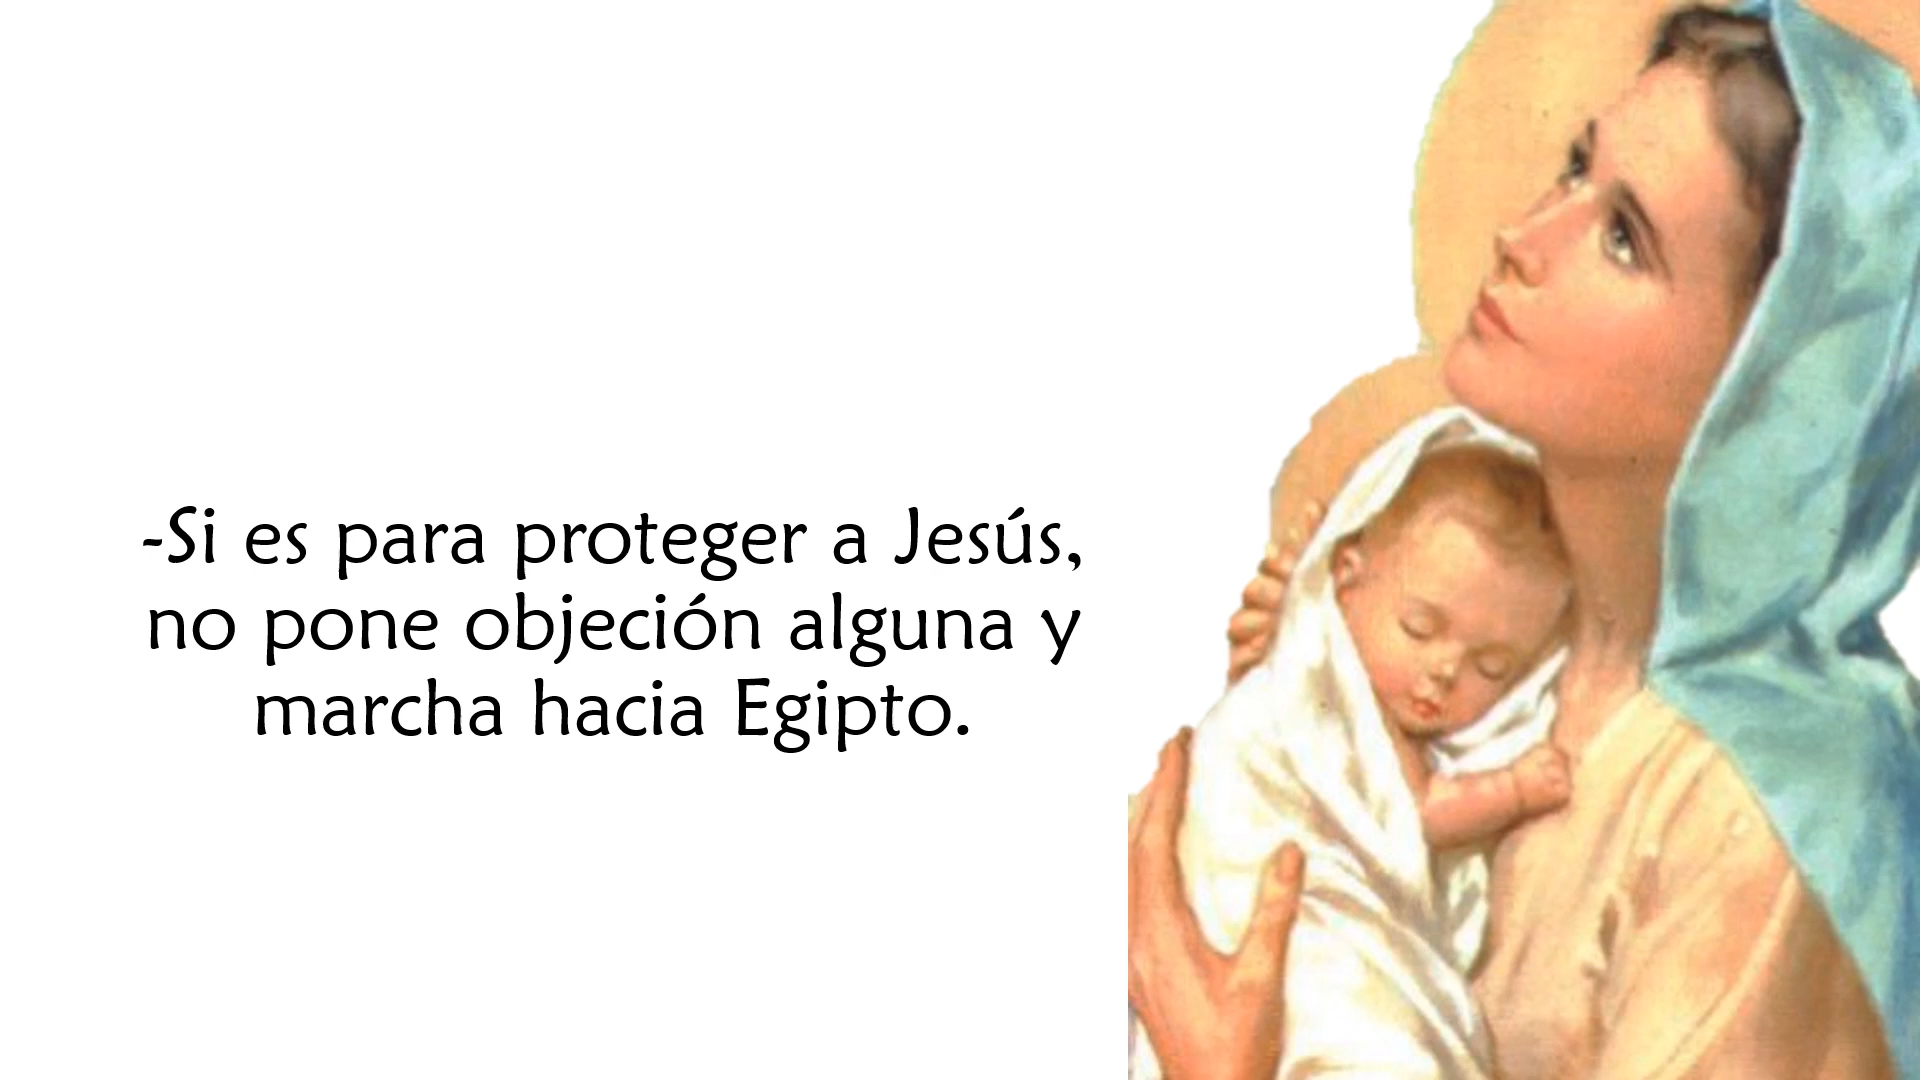 -Si es para proteger a Jesús,
no pone objeción alguna y
marcha hacia Egipto.